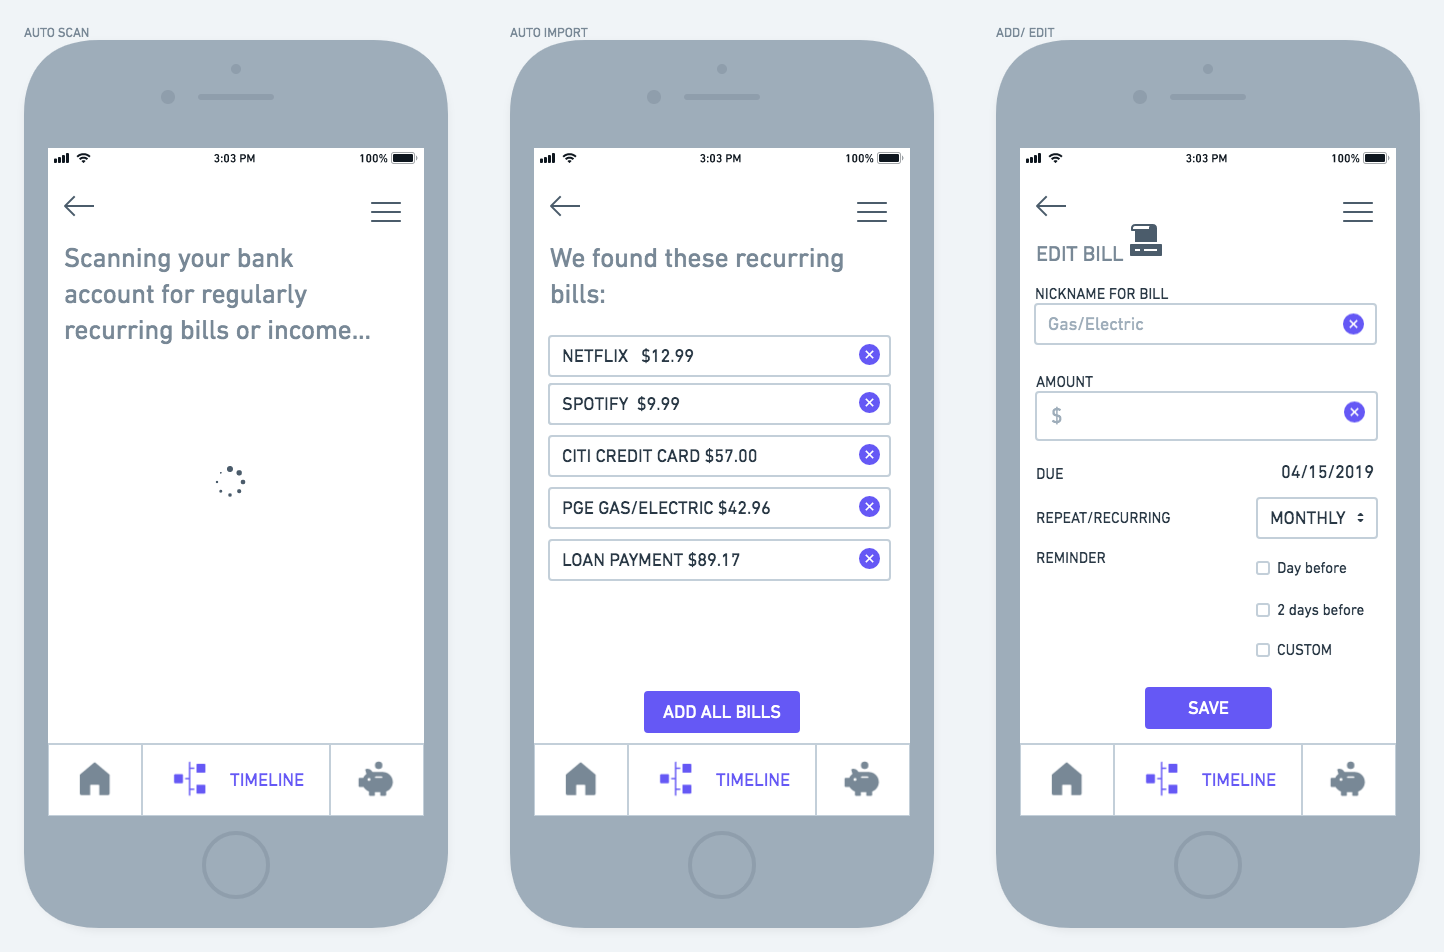 AUTO SCAN
3:03 PM
100%
Scanning your bank
account for regularly
recurring bills or income...
TIMELINE
AUTO IMPORT
3:03 PM
100%
We found these recurring
bills:
NETFLIX $12.99
SPOTIFY $9.99
CITI CREDIT CARD $57.00
PGE GAS/ELECTRIC $42.96
LOAN PAYMENT $89.17
ADD ALL BILLS
TIMELINE
ADD/ EDIT
3:03 PM
100%
EDIT BILL
NICKNAME FOR BILL
Gas/Electric
AMOUNT
$
DUE 04/15/2019
REPEAT/RECURRING MONTHLY
REMINDER
Day before
2 days before
CUSTOM
SAVE
TIMELINE